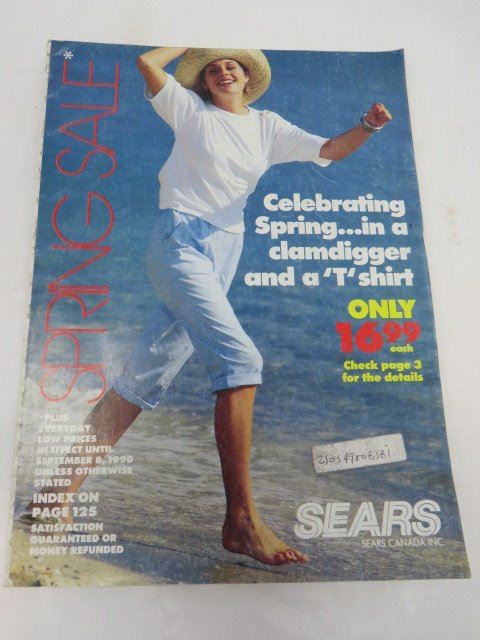 SPRING SALE*
Celebrating
Spring...in a
clamdigger
and a 'T' shirt
ONLY
16.99
each
Check page 3
for the details
*PLUS
EVERYDAY
LOW PRICES
IN EFFECT UNTIL
SEPTEMBER 8, 1990
UNLESS OTHERWISE
STATED
INDEX ON
PAGE 125
SATISFACTION
GUARANTEED OR
MONEY REFUNDED
SEARS
SEARS CANADA INC.